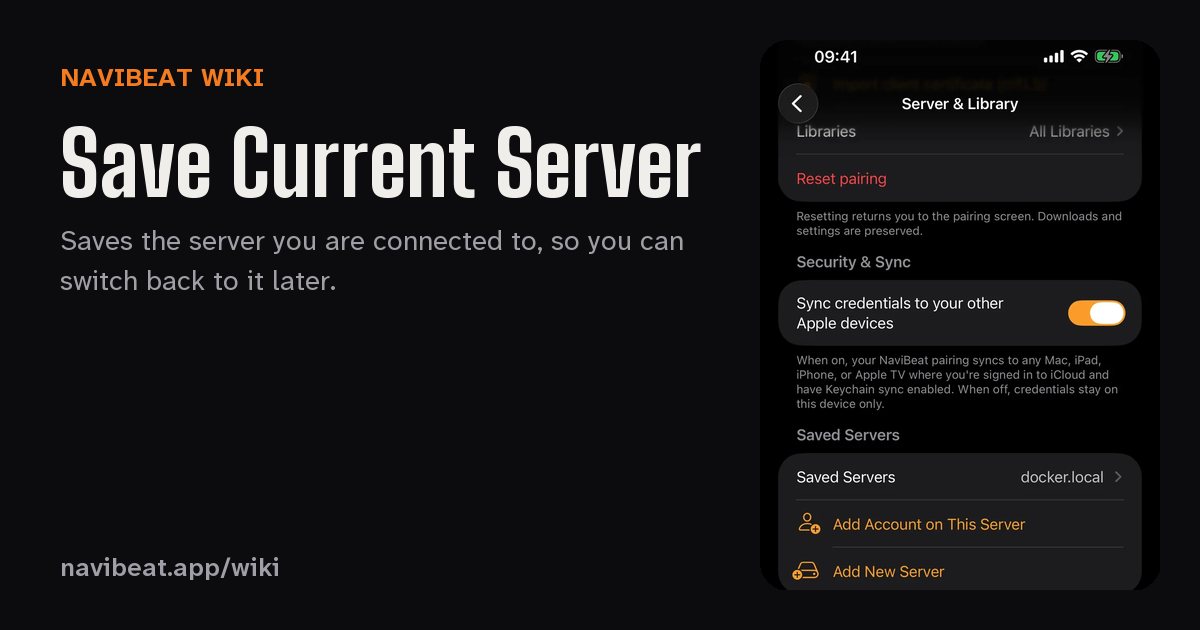 NAVIBEAT WIKI
Save Current Server
Saves the server you are connected to, so you can
switch back to it later.
navibeat.app/wiki
09:41
Import client certificate (mTLS)
Server & Library
Libraries All Libraries
Reset pairing
Resetting returns you to the pairing screen. Downloads and
settings are preserved.
Security & Sync
Sync credentials to your other
Apple devices
When on, your NaviBeat pairing syncs to any Mac, iPad,
iPhone, or Apple TV where you're signed in to iCloud and
have Keychain sync enabled. When off, credentials stay on
this device only.
Saved Servers
Saved Servers docker.local
Add Account on This Server
Add New Server